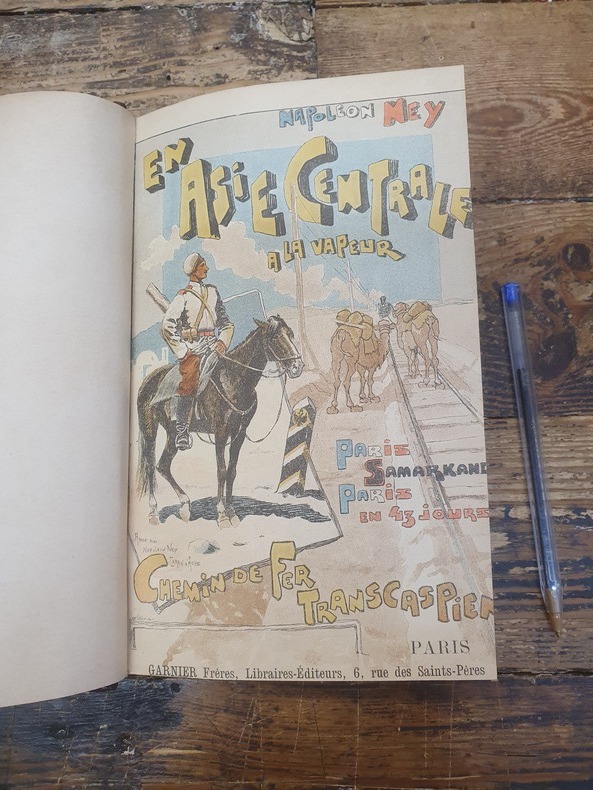 NAPOLEON NEY
EN
ASIE CENTRALE
A LA VAPEUR
PARIS
SAMARKAND
PARIS
EN 43 JOURS
CHEMIN DE FER
TRANSCASPIEN
PARIS
GARNIER Frères, Libraires-Éditeurs, 6, rue des Saints-Pères